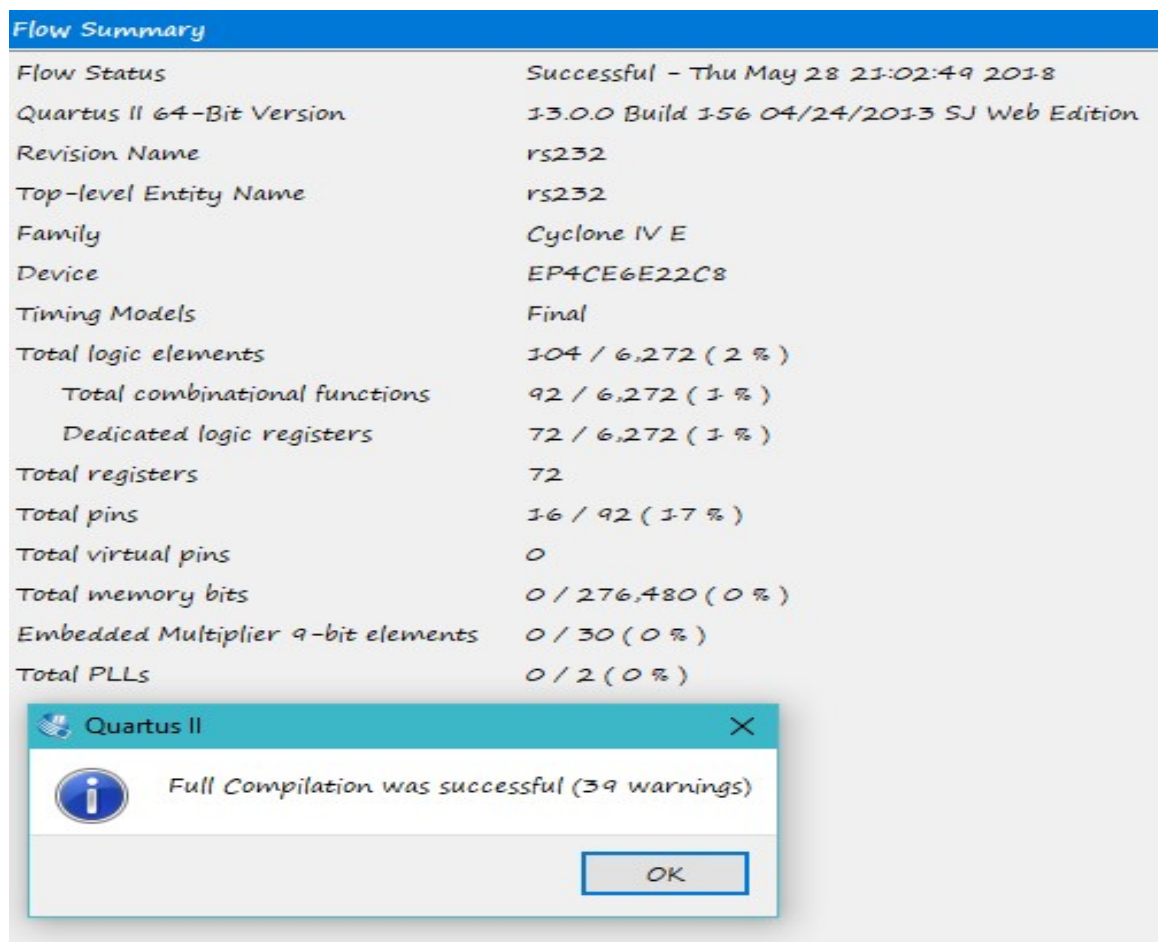 Flow Summary
Flow Status Successful - Thu May 28 21:02:49 2018
Quartus II 64-Bit Version 13.0.0 Build 156 04/24/2013 SJ Web Edition
Revision Name rs232
Top-level Entity Name rs232
Family Cyclone IV E
Device EP4CE6E22C8
Timing Models Final
Total logic elements 104 / 6,272 ( 2 % )
Total combinational functions 92 / 6,272 ( 1 % )
Dedicated logic registers 72 / 6,272 ( 1 % )
Total registers 72
Total pins 16 / 92 ( 17 % )
Total virtual pins 0
Total memory bits 0 / 276,480 ( 0 % )
Embedded Multiplier 9-bit elements 0 / 30 ( 0 % )
Total PLLs 0 / 2 ( 0 % )
Quartus II
Full Compilation was successful (39 warnings)
OK